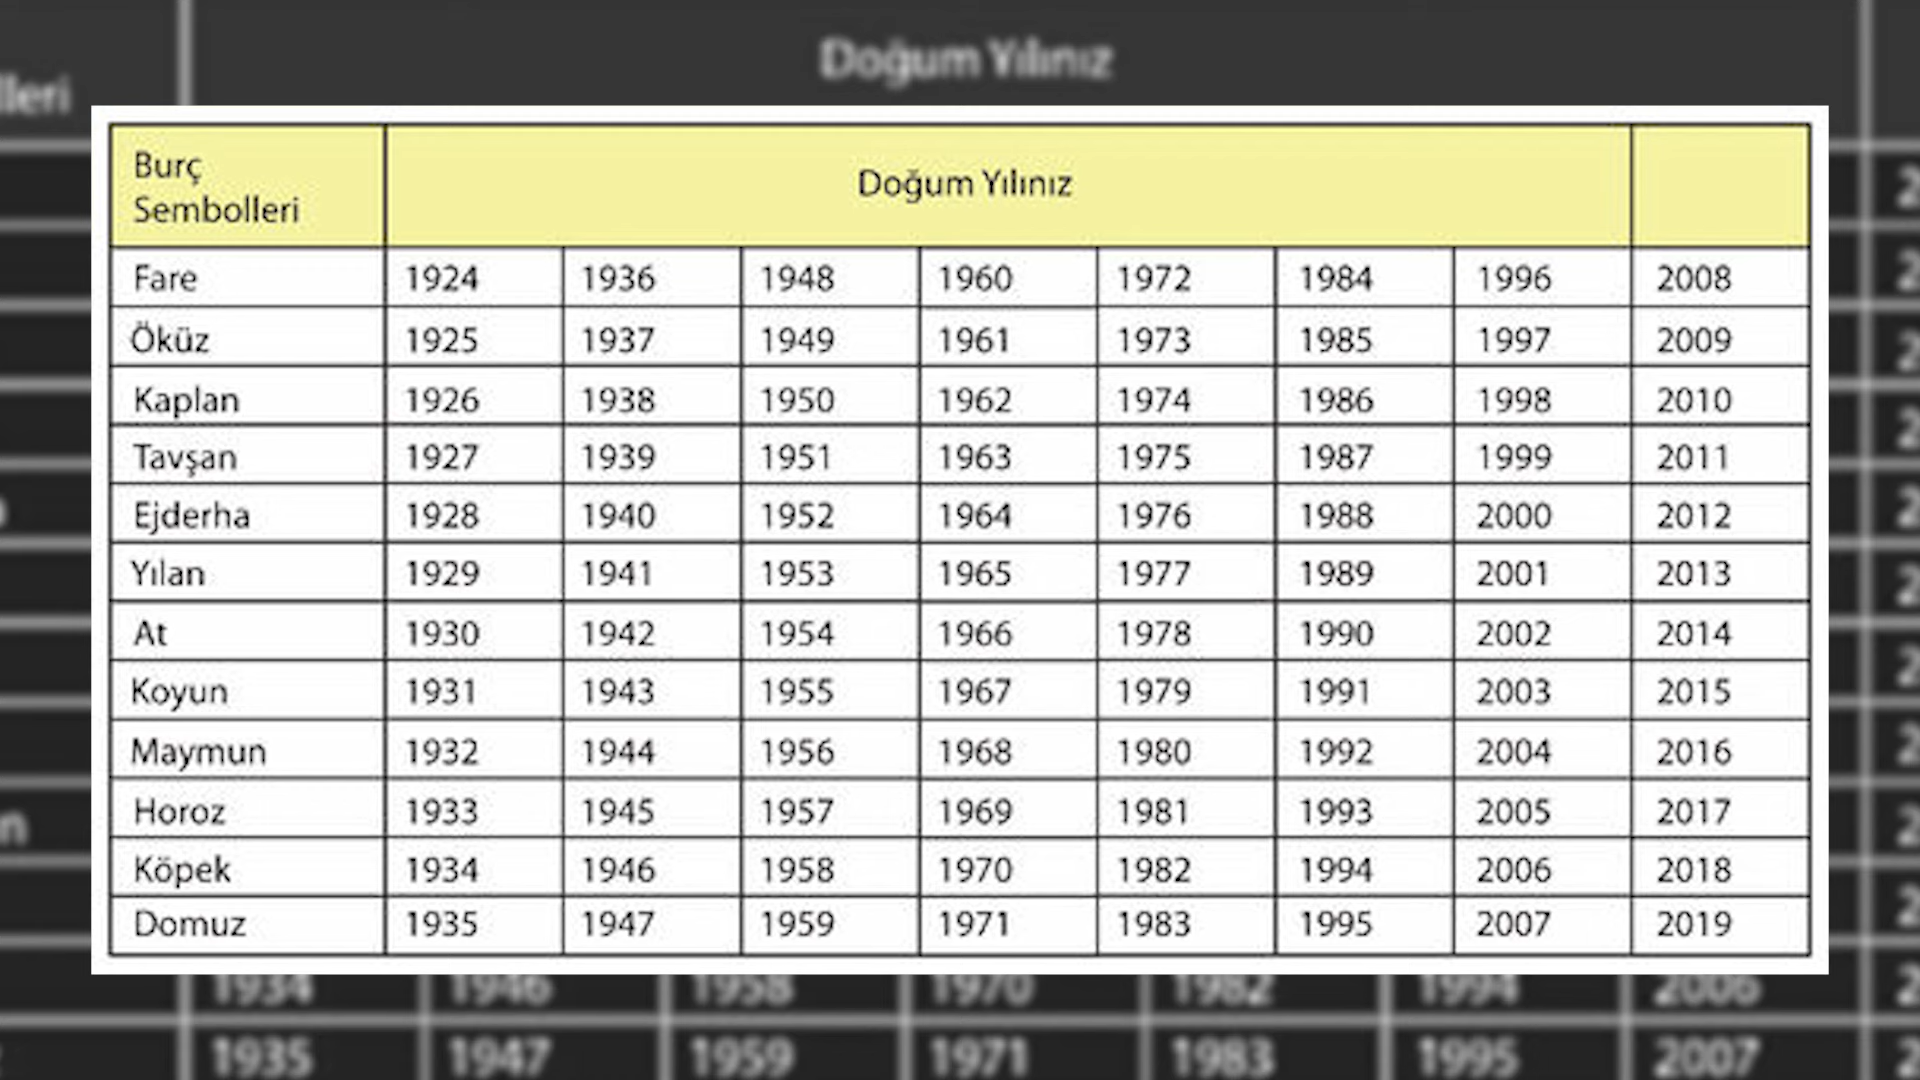 Doğum Yılınız
lleri
Burç
Sembolleri
Doğum Yılınız
Fare 1924 1936 1948 1960 1972 1984 1996 2008
Öküz 1925 1937 1949 1961 1973 1985 1997 2009
Kaplan 1926 1938 1950 1962 1974 1986 1998 2010
Tavşan 1927 1939 1951 1963 1975 1987 1999 2011
Ejderha 1928 1940 1952 1964 1976 1988 2000 2012
Yılan 1929 1941 1953 1965 1977 1989 2001 2013
At 1930 1942 1954 1966 1978 1990 2002 2014
Koyun 1931 1943 1955 1967 1979 1991 2003 2015
Maymun 1932 1944 1956 1968 1980 1992 2004 2016
Horoz 1933 1945 1957 1969 1981 1993 2005 2017
Köpek 1934 1946 1958 1970 1982 1994 2006 2018
Domuz 1935 1947 1959 1971 1983 1995 2007 2019
1934 1946 1958 1970 1982 1994 2006
1935 1947 1959 1971 1983 1995 2007